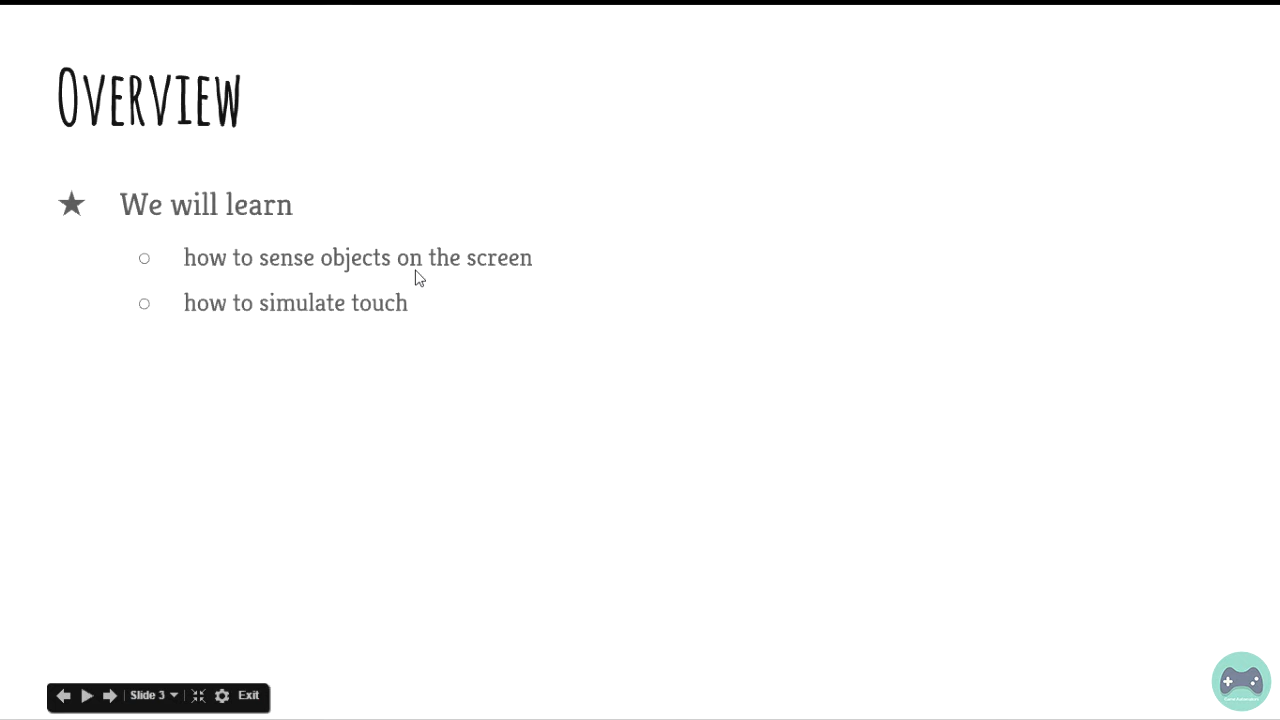 Overview
★ We will learn
○ how to sense objects on the screen
○ how to simulate touch
Slide 3
Exit